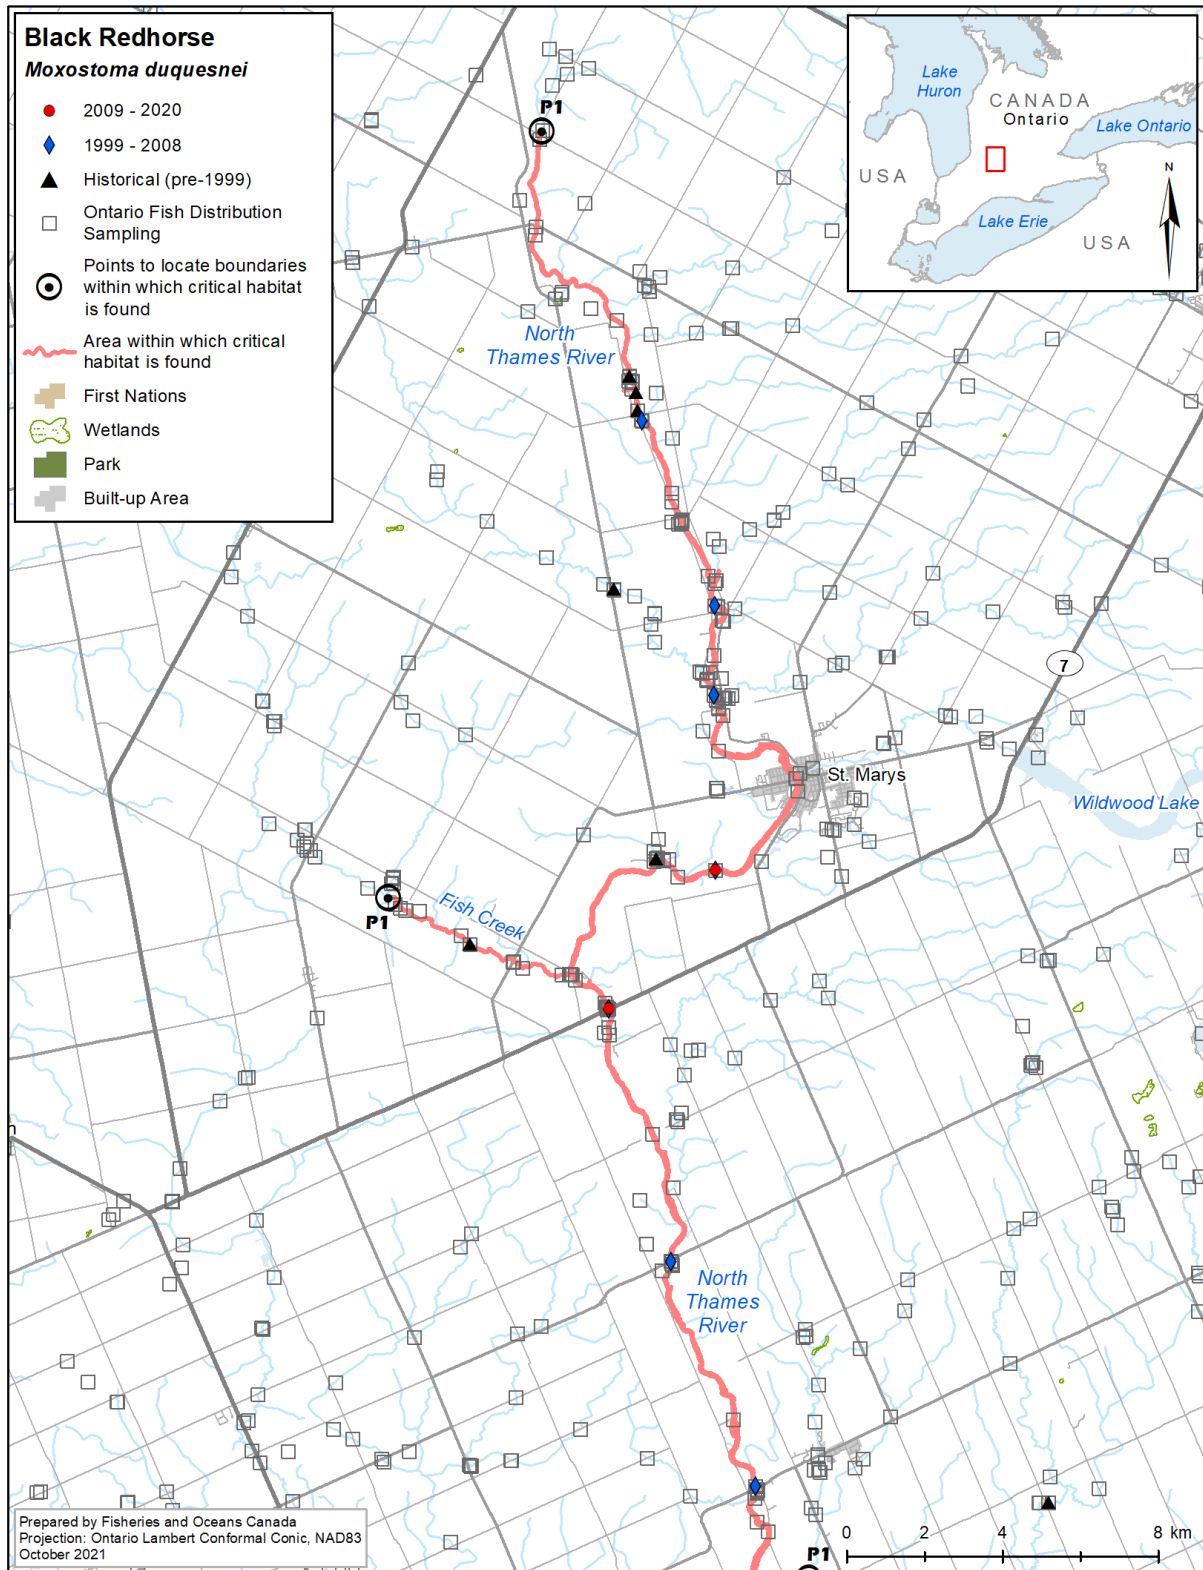 Black Redhorse
Moxostoma duquesnei
2009 - 2020
1999 - 2008
Historical (pre-1999)
Ontario Fish Distribution
Sampling
Points to locate boundaries
within which critical habitat
is found
Area within which critical
habitat is found
First Nations
Wetlands
Park
Built-up Area
Lake
Huron
CANADA
Ontario
Lake Ontario
USA
Lake Erie
USA
N
P1
North
Thames River
7
St. Marys
Wildwood Lake
Fish Creek
P1
n
North
Thames
River
Prepared by Fisheries and Oceans Canada
Projection: Ontario Lambert Conformal Conic, NAD83
October 2021
P1
0 2 4 8 km